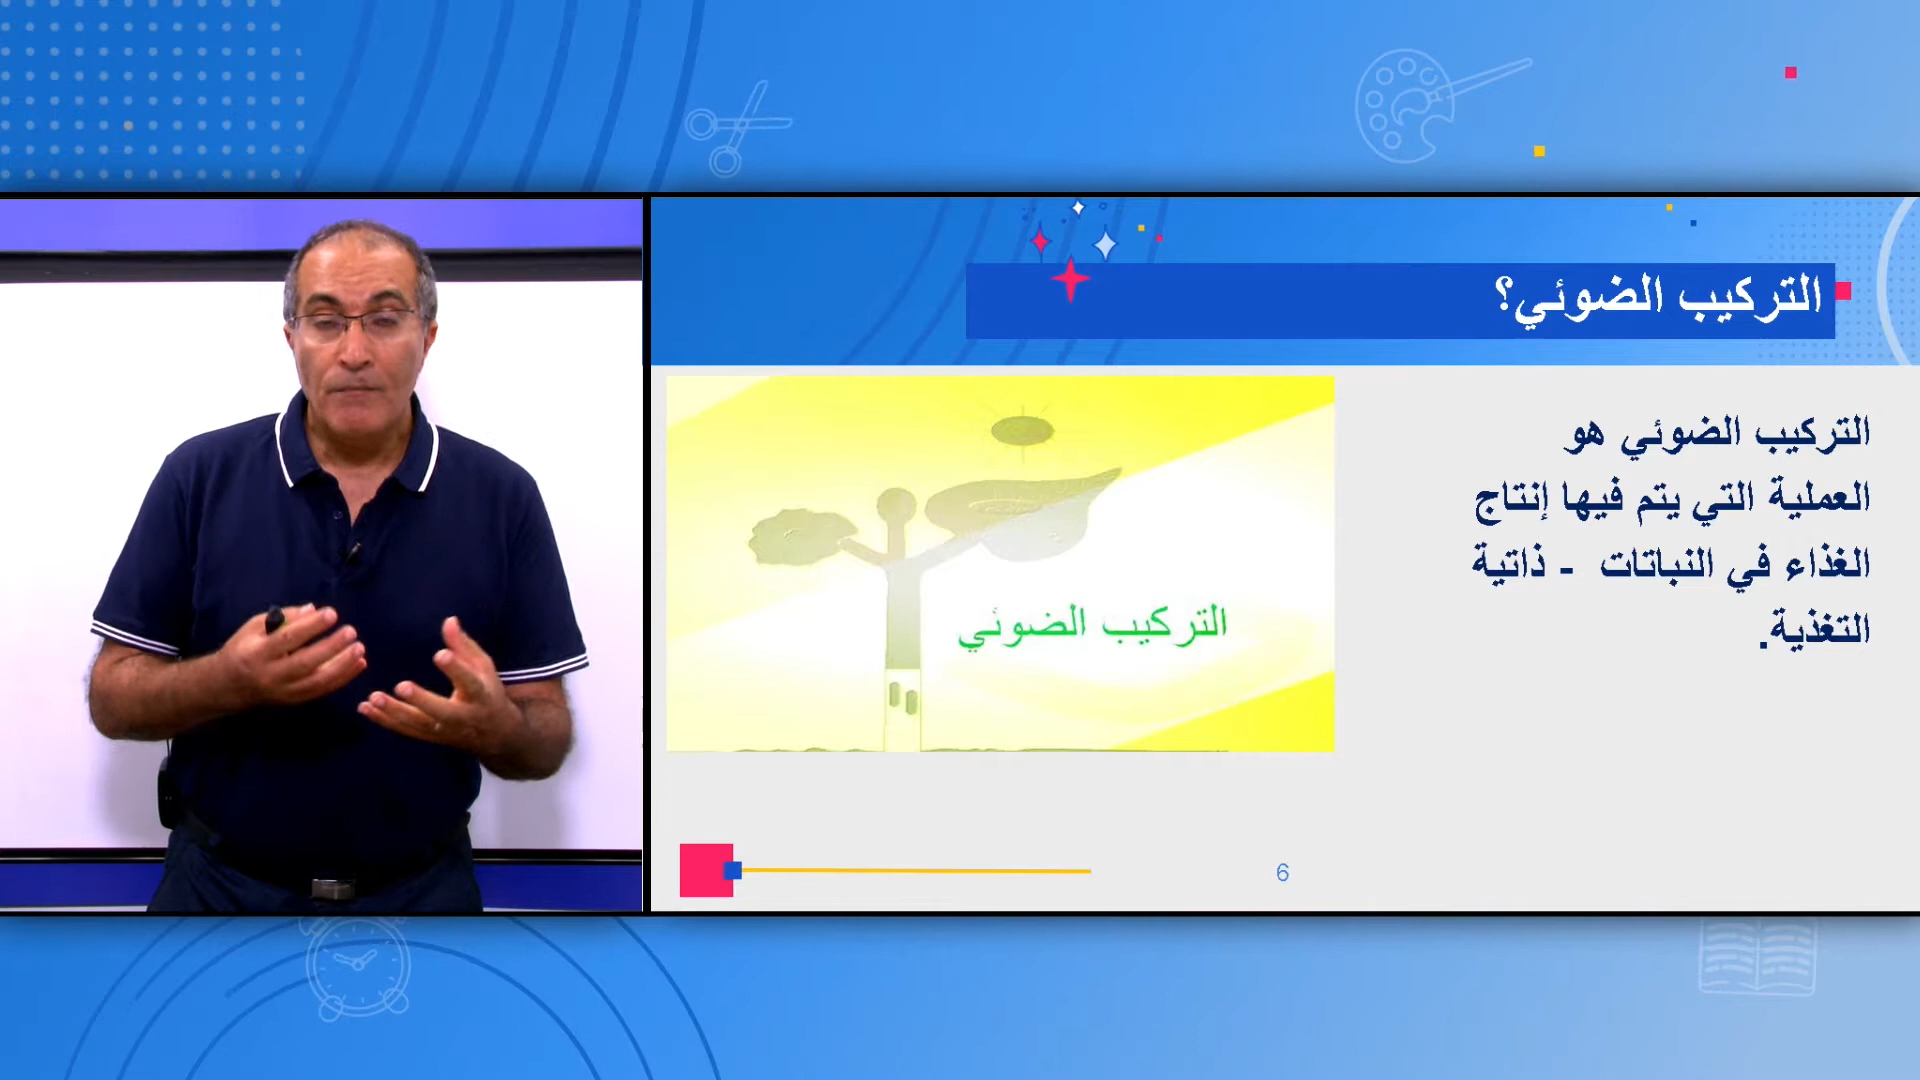 التركيب الضوئي؟
التركيب الضوئي هو
العملية التي يتم فيها إنتاج
الغذاء في النباتات - ذاتية
التغذية.
التركيب الضوئي
6